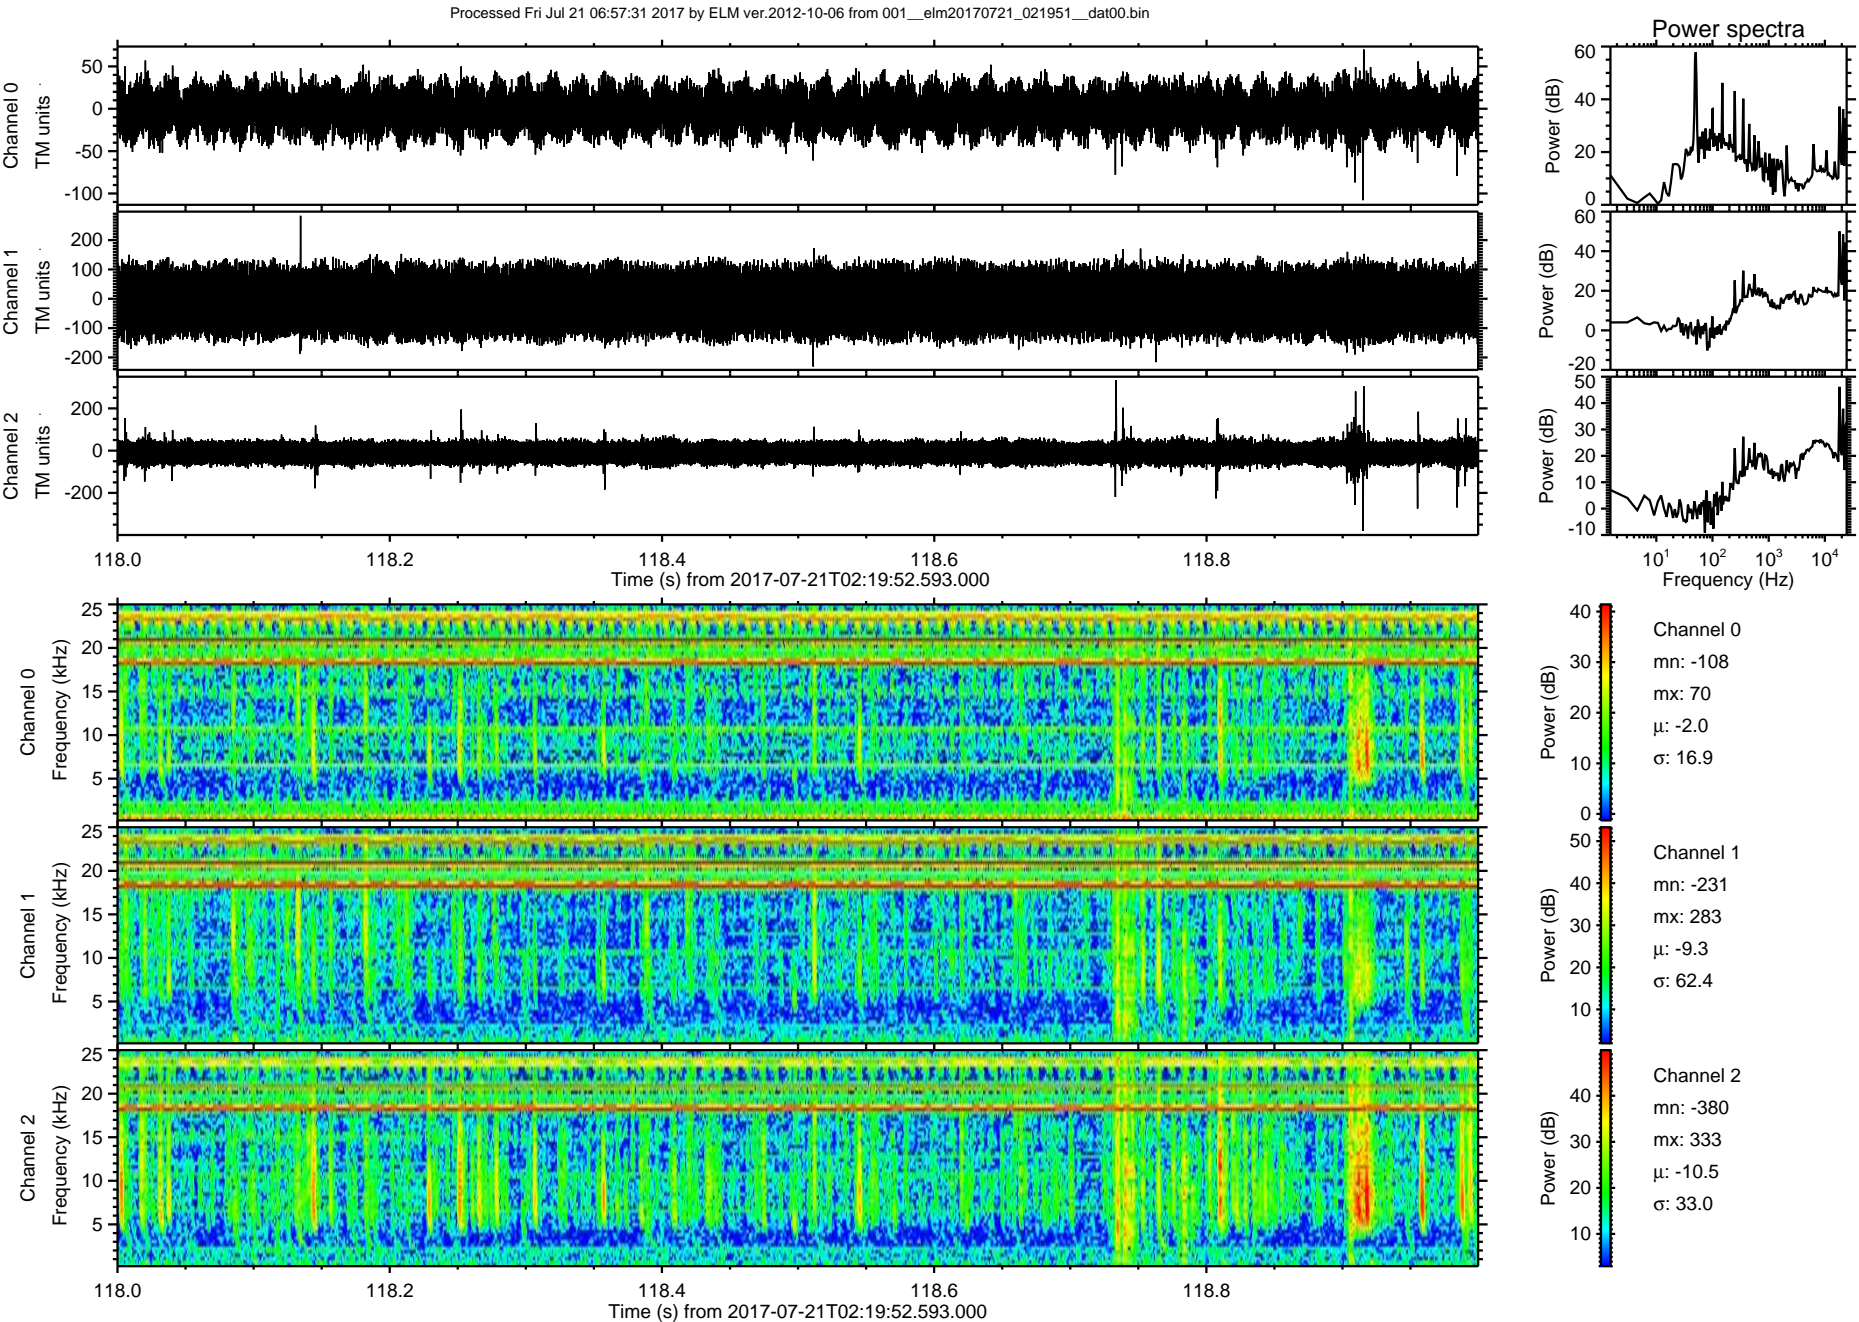 Processed Fri Jul 21 06:57:31 2017 by ELM ver.2012-10-06 from 001__elm20170721_021951__dat00.bin
Power spectra
Channel 0
TM units
50
0
-50
-100
Power (dB)
60
40
20
0
Channel 1
TM units
200
100
0
-100
-200
Power (dB)
60
40
20
0
-20
Channel 2
TM units
200
0
-200
Power (dB)
50
40
30
20
10
0
-10
118.0 118.2 118.4 118.6 118.8
Time (s) from 2017-07-21T02:19:52.593.000
10^1 10^2 10^3 10^4
Frequency (Hz)
Channel 0
Frequency (kHz)
25
20
15
10
5
Power (dB)
40
30
20
10
0
Channel 0
mn: -108
mx: 70
μ: -2.0
σ: 16.9
Channel 1
Frequency (kHz)
25
20
15
10
5
Power (dB)
50
40
30
20
10
Channel 1
mn: -231
mx: 283
μ: -9.3
σ: 62.4
Channel 2
Frequency (kHz)
25
20
15
10
5
Power (dB)
40
30
20
10
Channel 2
mn: -380
mx: 333
μ: -10.5
σ: 33.0
118.0 118.2 118.4 118.6 118.8
Time (s) from 2017-07-21T02:19:52.593.000